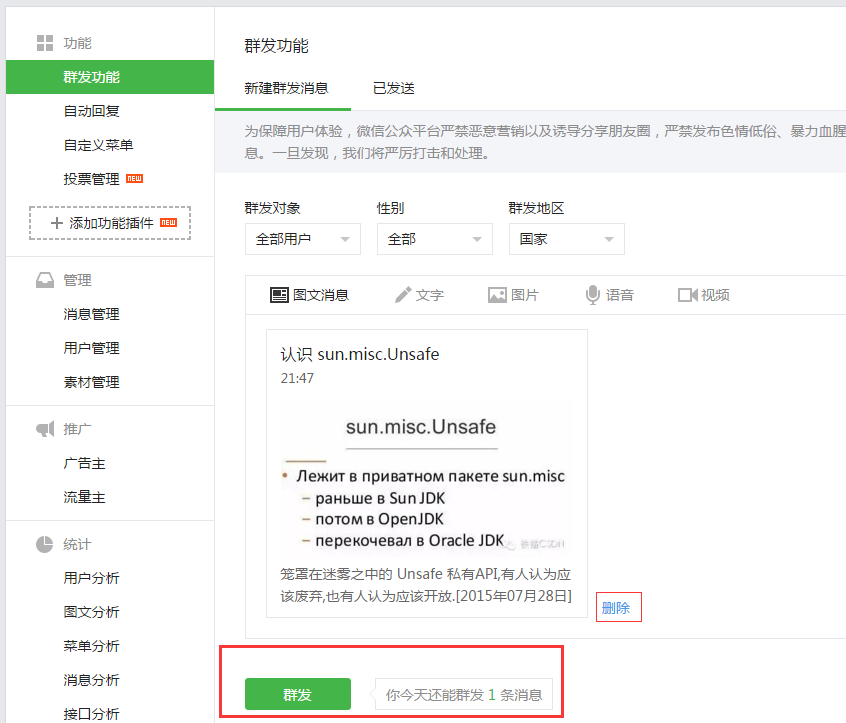 功能
群发功能
自动回复
自定义菜单
投票管理 NEW
添加功能插件 NEW
管理
消息管理
用户管理
素材管理
推广
广告主
流量主
统计
用户分析
图文分析
菜单分析
消息分析
接口分析
群发功能
新建群发消息 已发送
为保障用户体验，微信公众平台严禁恶意营销以及诱导分享朋友圈，严禁发布色情低俗、暴力血腥
息。一旦发现，我们将严厉打击和处理。
群发对象 性别 群发地区
全部用户 全部 国家
图文消息 文字 图片 语音 视频
认识 sun.misc.Unsafe
21:47
sun.misc.Unsafe
• Лежит в приватном пакете sun.misc
– раньше в Sun JDK
– потом в OpenJDK
– перекочевал в Oracle JDK
铁锚CSDN
笼罩在迷雾之中的 Unsafe 私有API,有人认为应
该废弃,也有人认为应该开放.[2015年07月28日]
删除
群发 你今天还能群发 1 条消息